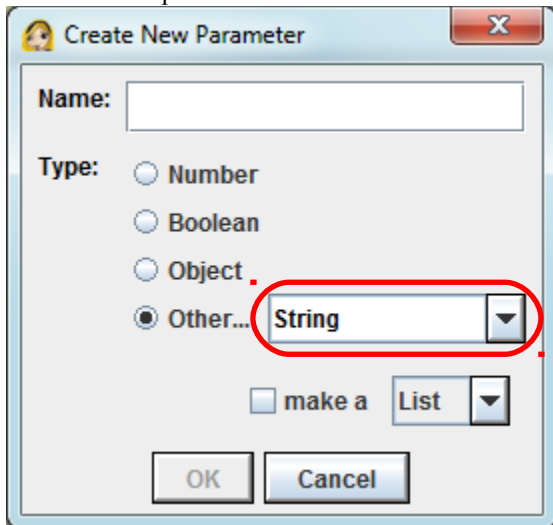 Create New Parameter
Name:
Type:
Number
Boolean
Object
Other... String
make a List
OK Cancel